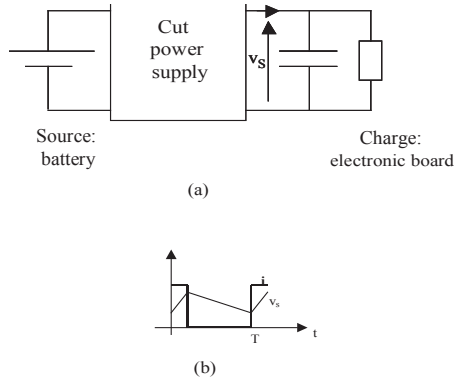 Cut
power
supply
vS
Source:
battery
Charge:
electronic board
(a)
i
vs
T
t
(b)